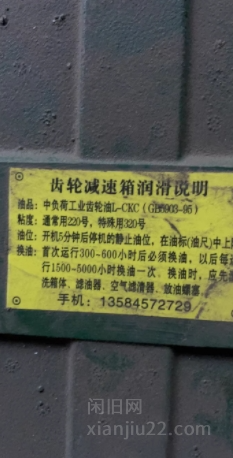 齿轮减速箱润滑说明
油品：中负荷工业齿轮油L-CKC（GB5903-95）
粘度：通常用220号，特殊用320号
油位：开机5分钟后停机的静止油位，在油标(油尺)中上
换油：首次运行300-600小时后必须换油，以后每
行1500-5000小时换油一次。换油时，应先
洗箱体、滤油器、空气滤清器、放油螺塞
手机：13584572729
闲旧网
xianjiu22.com